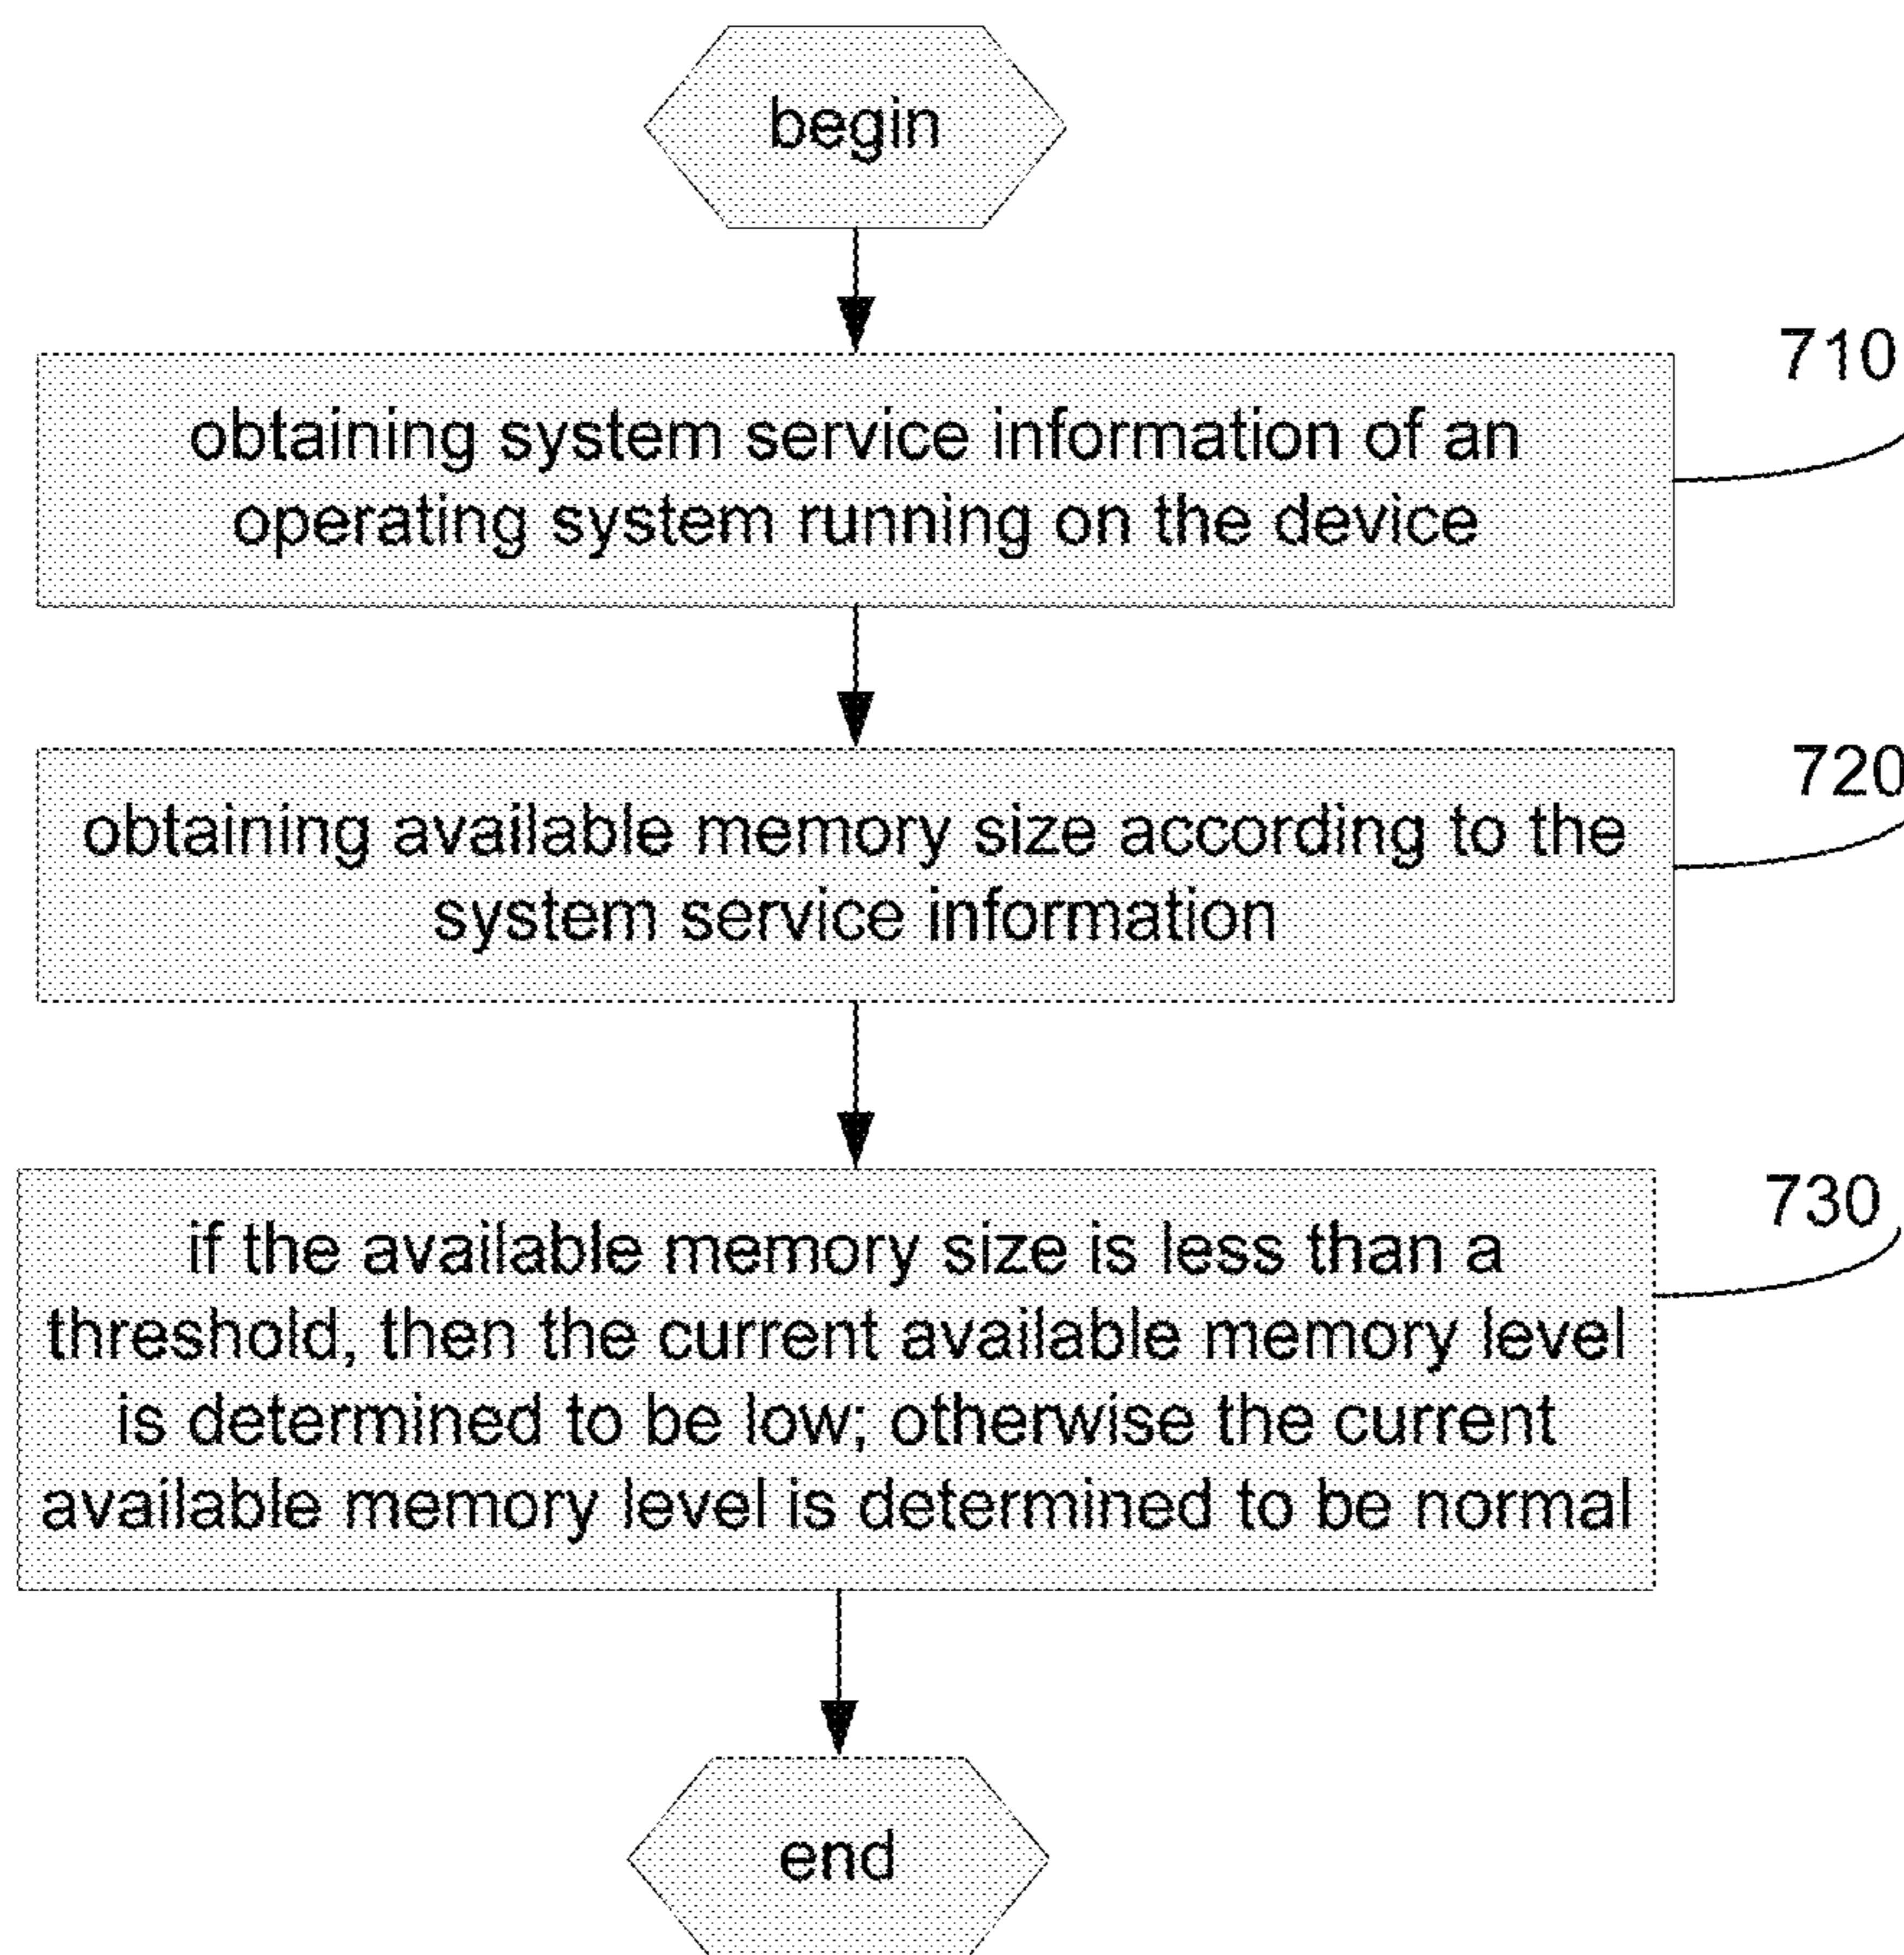 begin
710
obtaining system service information of an
operating system running on the device
720
obtaining available memory size according to the
system service information
730
if the available memory size is less than a
threshold, then the current available memory level
is determined to be low; otherwise the current
available memory level is determined to be normal
end